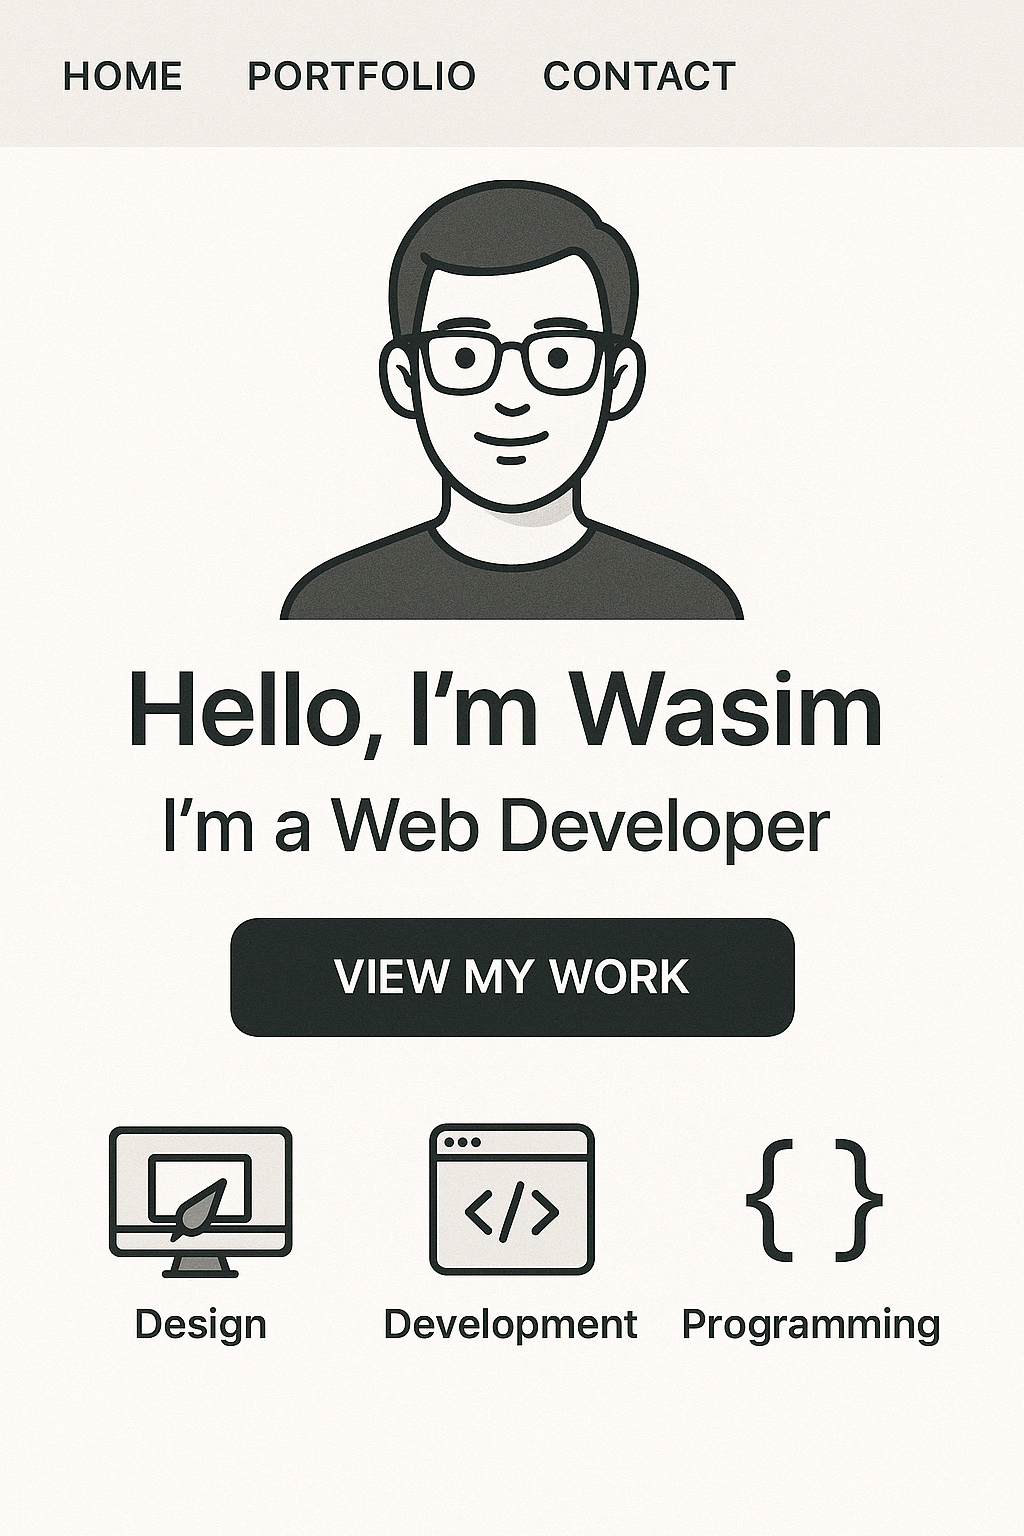 HOME PORTFOLIO CONTACT
Hello, I’m Wasim
I’m a Web Developer
VIEW MY WORK
</>
{ }
Design Development Programming